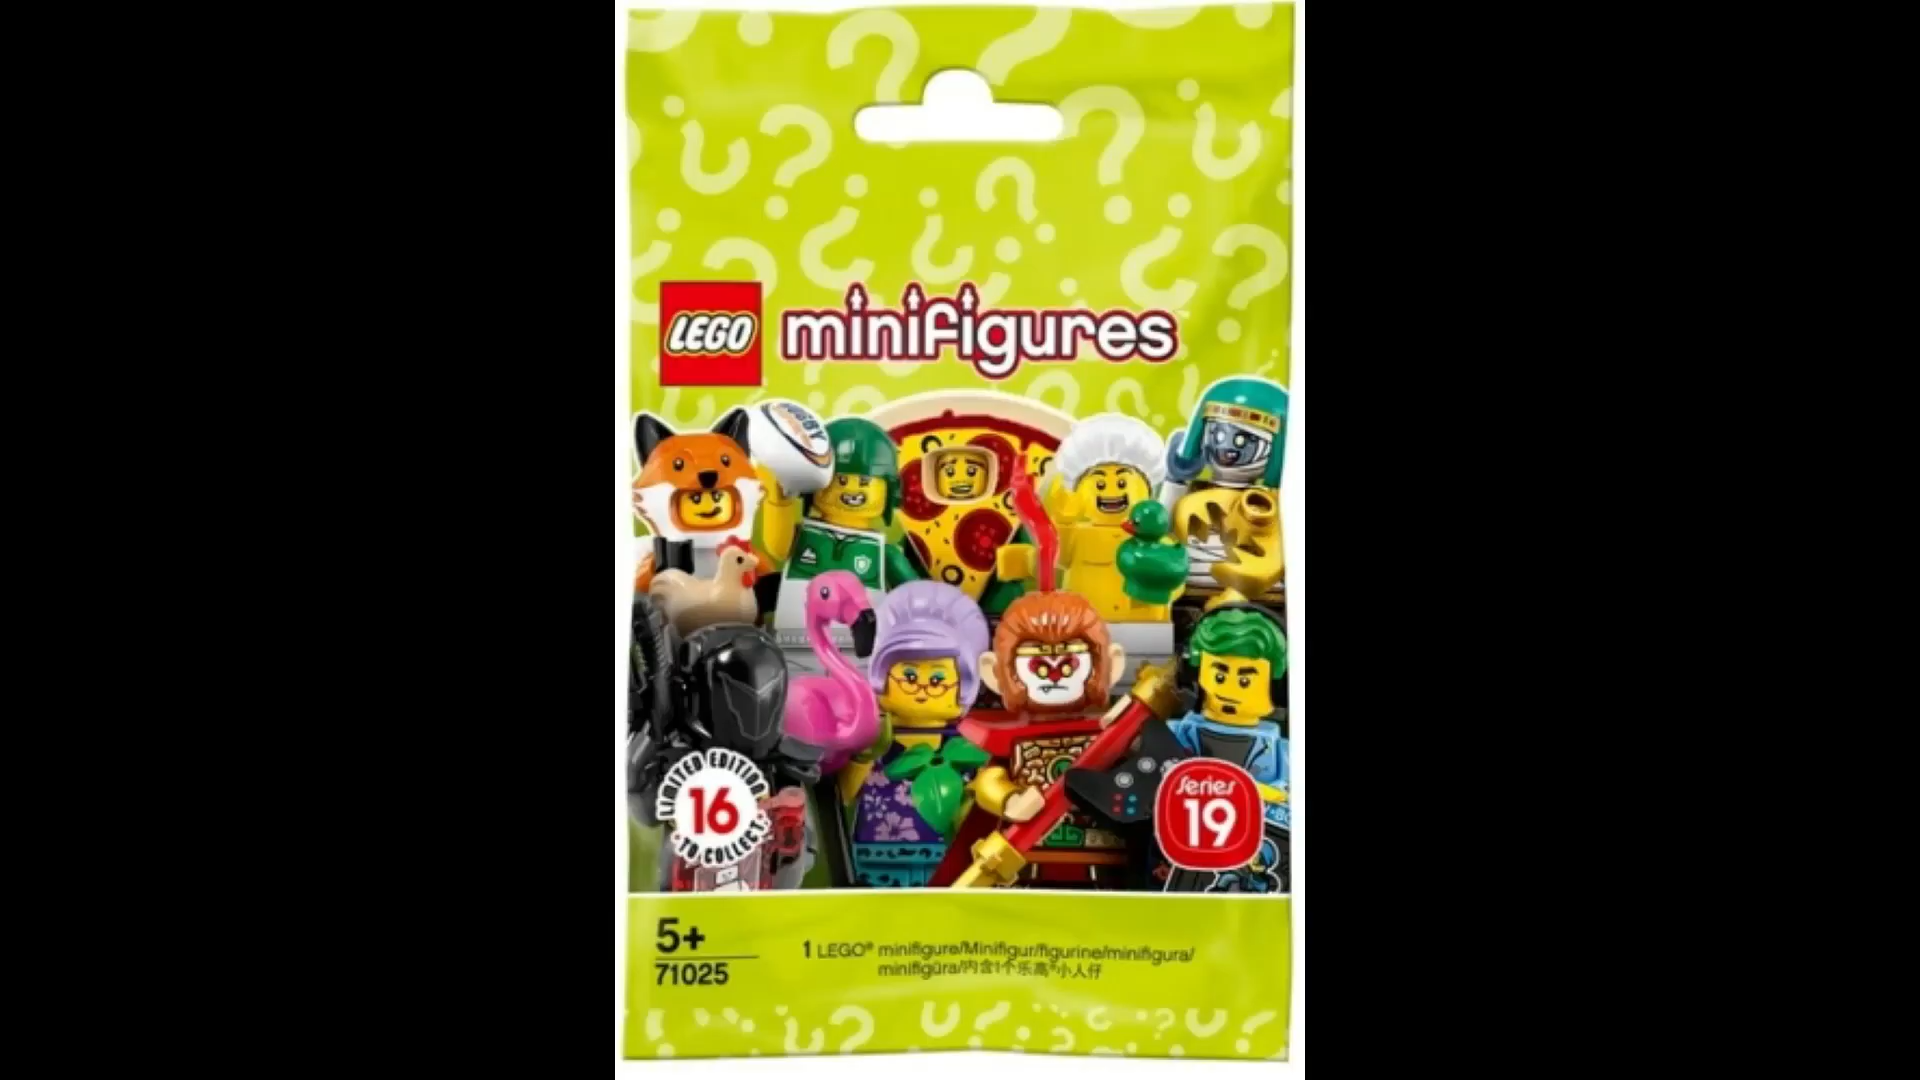 LEGO minifigures
RUGBY
LIMITED EDITION
16
TO COLLECT
Series
19
5+
71025
1 LEGO® minifigure/Minifigur/figurine/minifigura/
minifigūra/内含1个乐高®小人仔